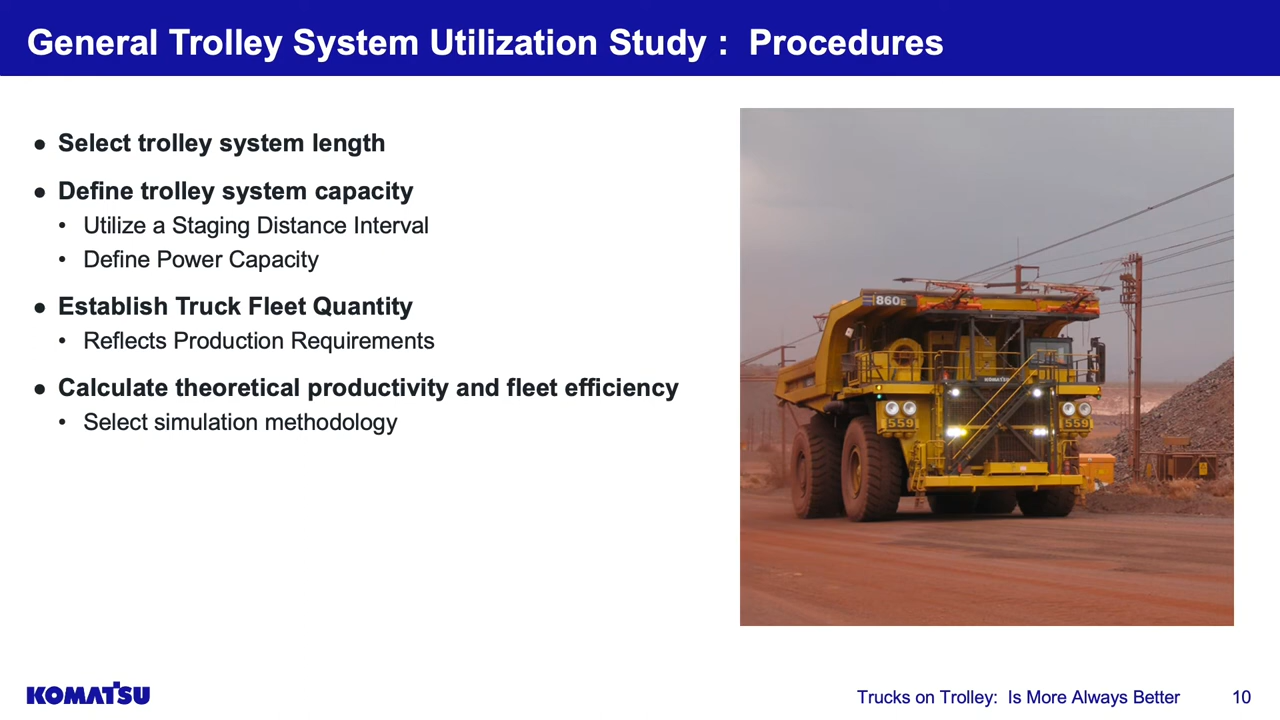 General Trolley System Utilization Study :  Procedures
● Select trolley system length
● Define trolley system capacity
• Utilize a Staging Distance Interval
• Define Power Capacity
● Establish Truck Fleet Quantity
• Reflects Production Requirements
● Calculate theoretical productivity and fleet efficiency
• Select simulation methodology
860E
KOMATSU
559
559
KOMATSU
Trucks on Trolley:  Is More Always Better
10